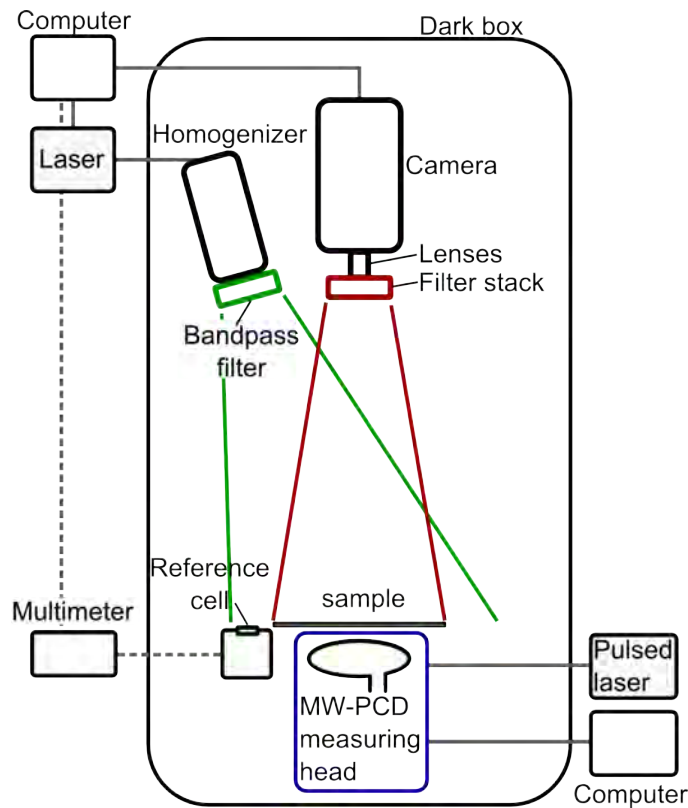 Computer
Dark box
Homogenizer
Laser
Camera
Lenses
Filter stack
Bandpass
filter
Reference
cell
sample
Multimeter
Pulsed
laser
MW-PCD
measuring
head
Computer